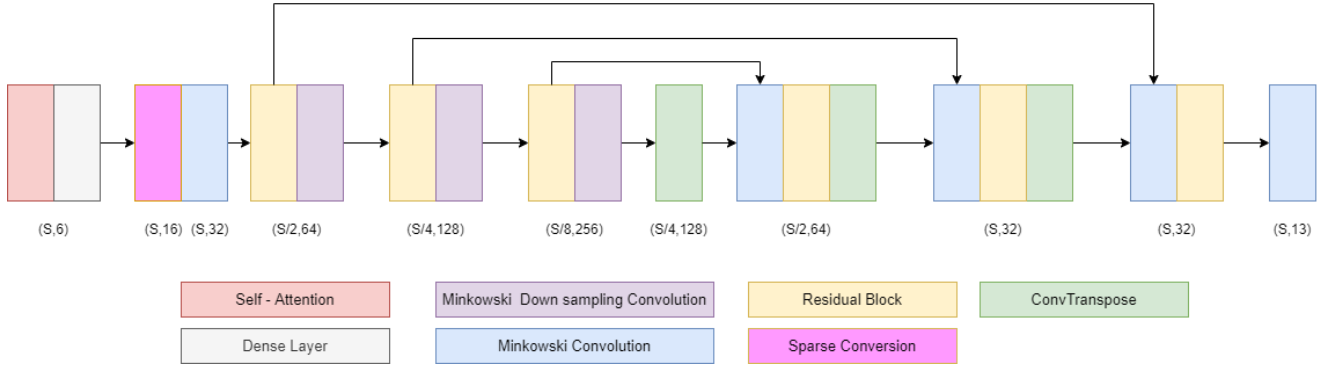 (S,6)
(S,16)
(S,32)
(S/2,64)
(S/4,128)
(S/8,256)
(S/4,128)
(S/2,64)
(S,32)
(S,32)
(S,13)
Self - Attention
Minkowski Down sampling Convolution
Residual Block
ConvTranspose
Dense Layer
Minkowski Convolution
Sparse Conversion